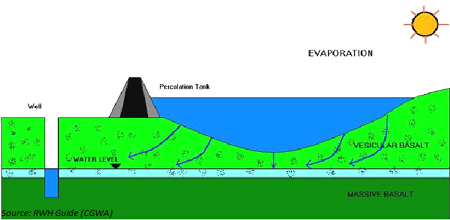 EVAPORATION
Percolation Tank
Well
VESICULAR BASALT
WATER LEVEL
MASSIVE BASALT
Source: RWH Guide (CGWA)